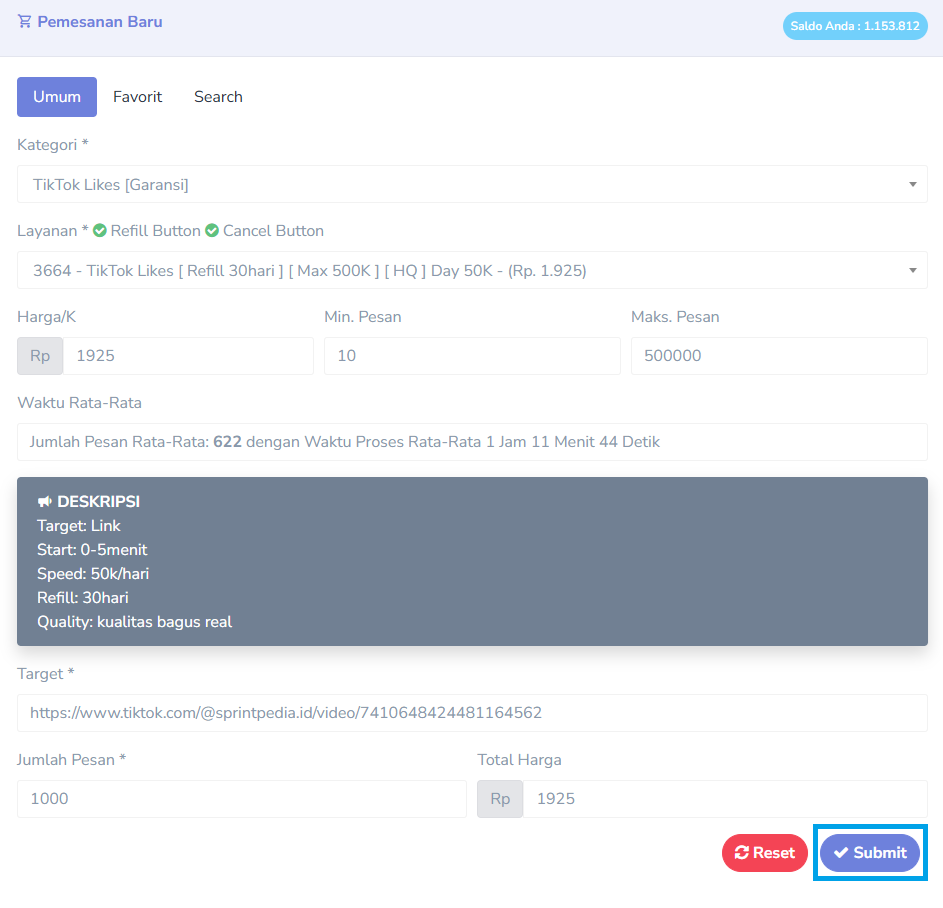 Pemesanan Baru
Saldo Anda : 1.153.812
Umum Favorit Search
Kategori *
TikTok Likes [Garansi]
Layanan * Refill Button Cancel Button
3664 - TikTok Likes [ Refill 30hari ] [ Max 500K ] [ HQ ] Day 50K - (Rp. 1.925)
Harga/K Min. Pesan Maks. Pesan
Rp 1925 10 500000
Waktu Rata-Rata
Jumlah Pesan Rata-Rata: 622 dengan Waktu Proses Rata-Rata 1 Jam 11 Menit 44 Detik
DESKRIPSI
Target: Link
Start: 0-5menit
Speed: 50k/hari
Refill: 30hari
Quality: kualitas bagus real
Target *
https://www.tiktok.com/@sprintpedia.id/video/7410648424481164562
Jumlah Pesan * Total Harga
1000 Rp 1925
Reset Submit